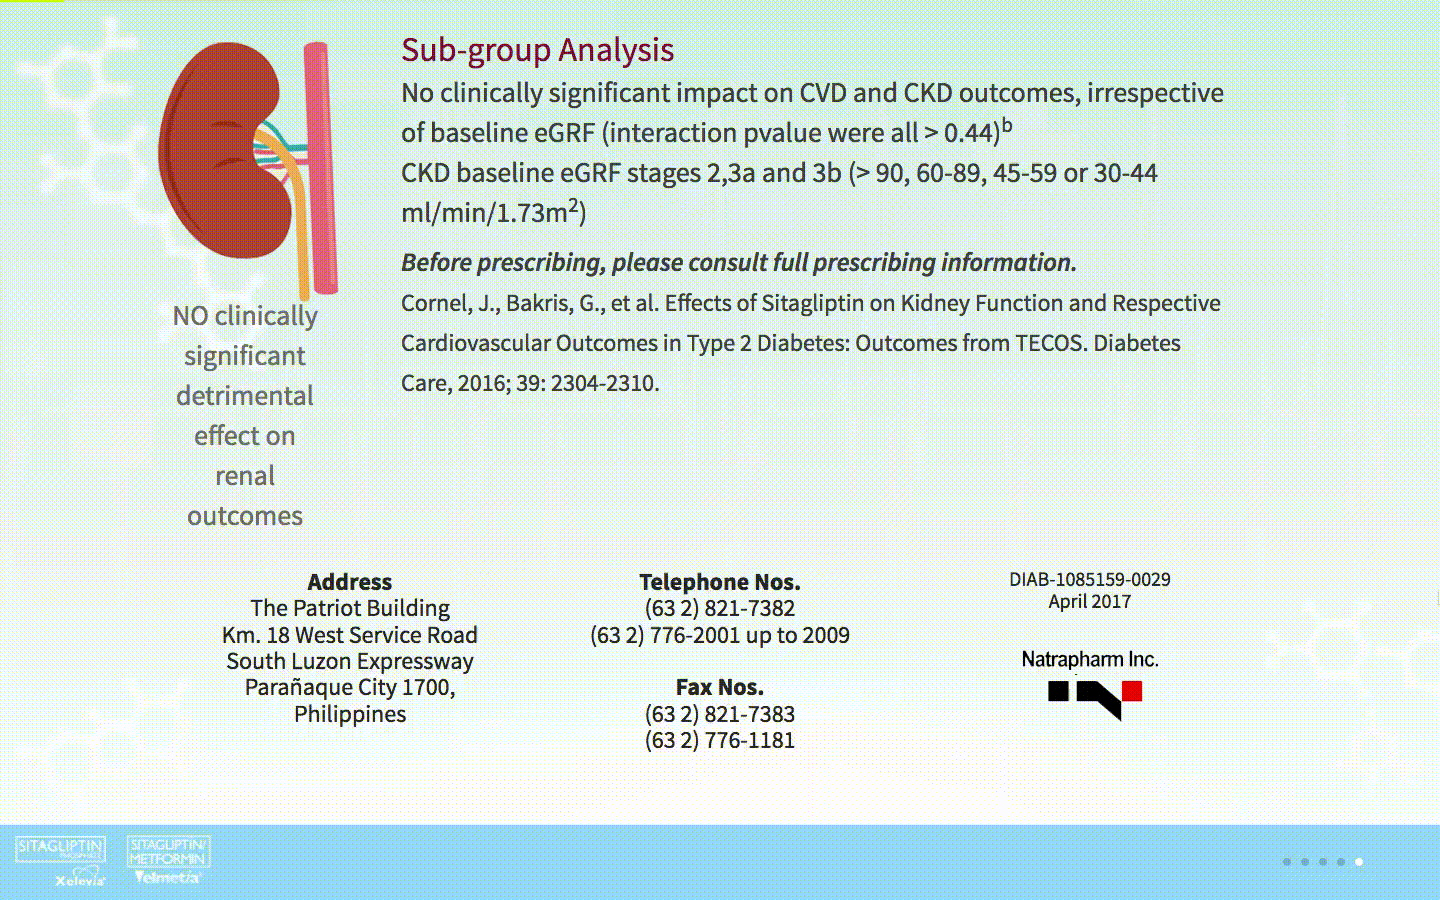 Sub-group Analysis
No clinically significant impact on CVD and CKD outcomes, irrespective
of baseline eGRF (interaction pvalue were all > 0.44)b
CKD baseline eGRF stages 2,3a and 3b (> 90, 60-89, 45-59 or 30-44
ml/min/1.73m2)
Before prescribing, please consult full prescribing information.
Cornel, J., Bakris, G., et al. Effects of Sitagliptin on Kidney Function and Respective
Cardiovascular Outcomes in Type 2 Diabetes: Outcomes from TECOS. Diabetes
Care, 2016; 39: 2304-2310.
NO clinically
significant
detrimental
effect on
renal
outcomes
Address
The Patriot Building
Km. 18 West Service Road
South Luzon Expressway
Parañaque City 1700,
Philippines
Telephone Nos.
(63 2) 821-7382
(63 2) 776-2001 up to 2009
Fax Nos.
(63 2) 821-7383
(63 2) 776-1181
DIAB-1085159-0029
April 2017
Natrapharm Inc.
SITAGLIPTIN
Xelevia
SITAGLIPTIN/
METFORMIN
Velmetia